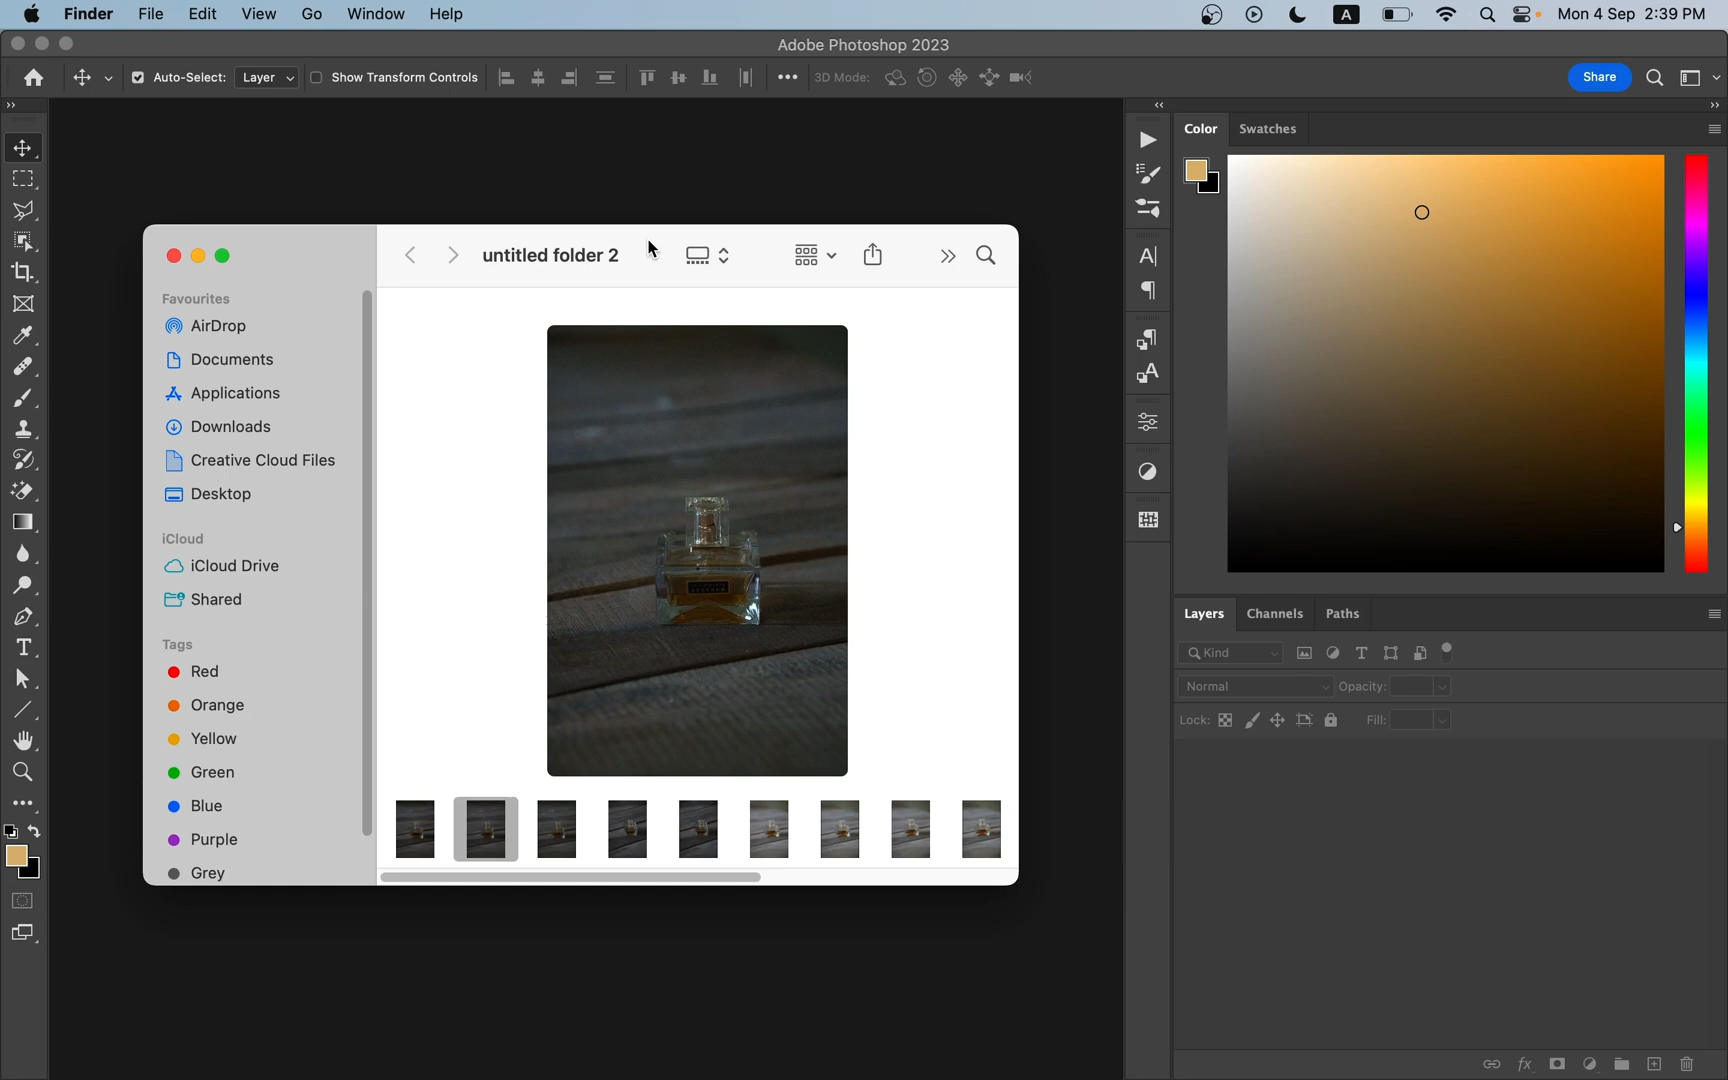 Finder File Edit View Go Window Help A Mon 4 Sep 2:39 PM
Adobe Photoshop 2023
Auto-Select: Layer Show Transform Controls 3D Mode: Share
Color Swatches
untitled folder 2
Favourites
AirDrop
Documents
Applications
Downloads
Creative Cloud Files
Desktop
iCloud
iCloud Drive
Shared
Tags
Red
Orange
Yellow
Green
Blue
Purple
Grey
Layers Channels Paths
Kind
Normal Opacity:
Lock: Fill: